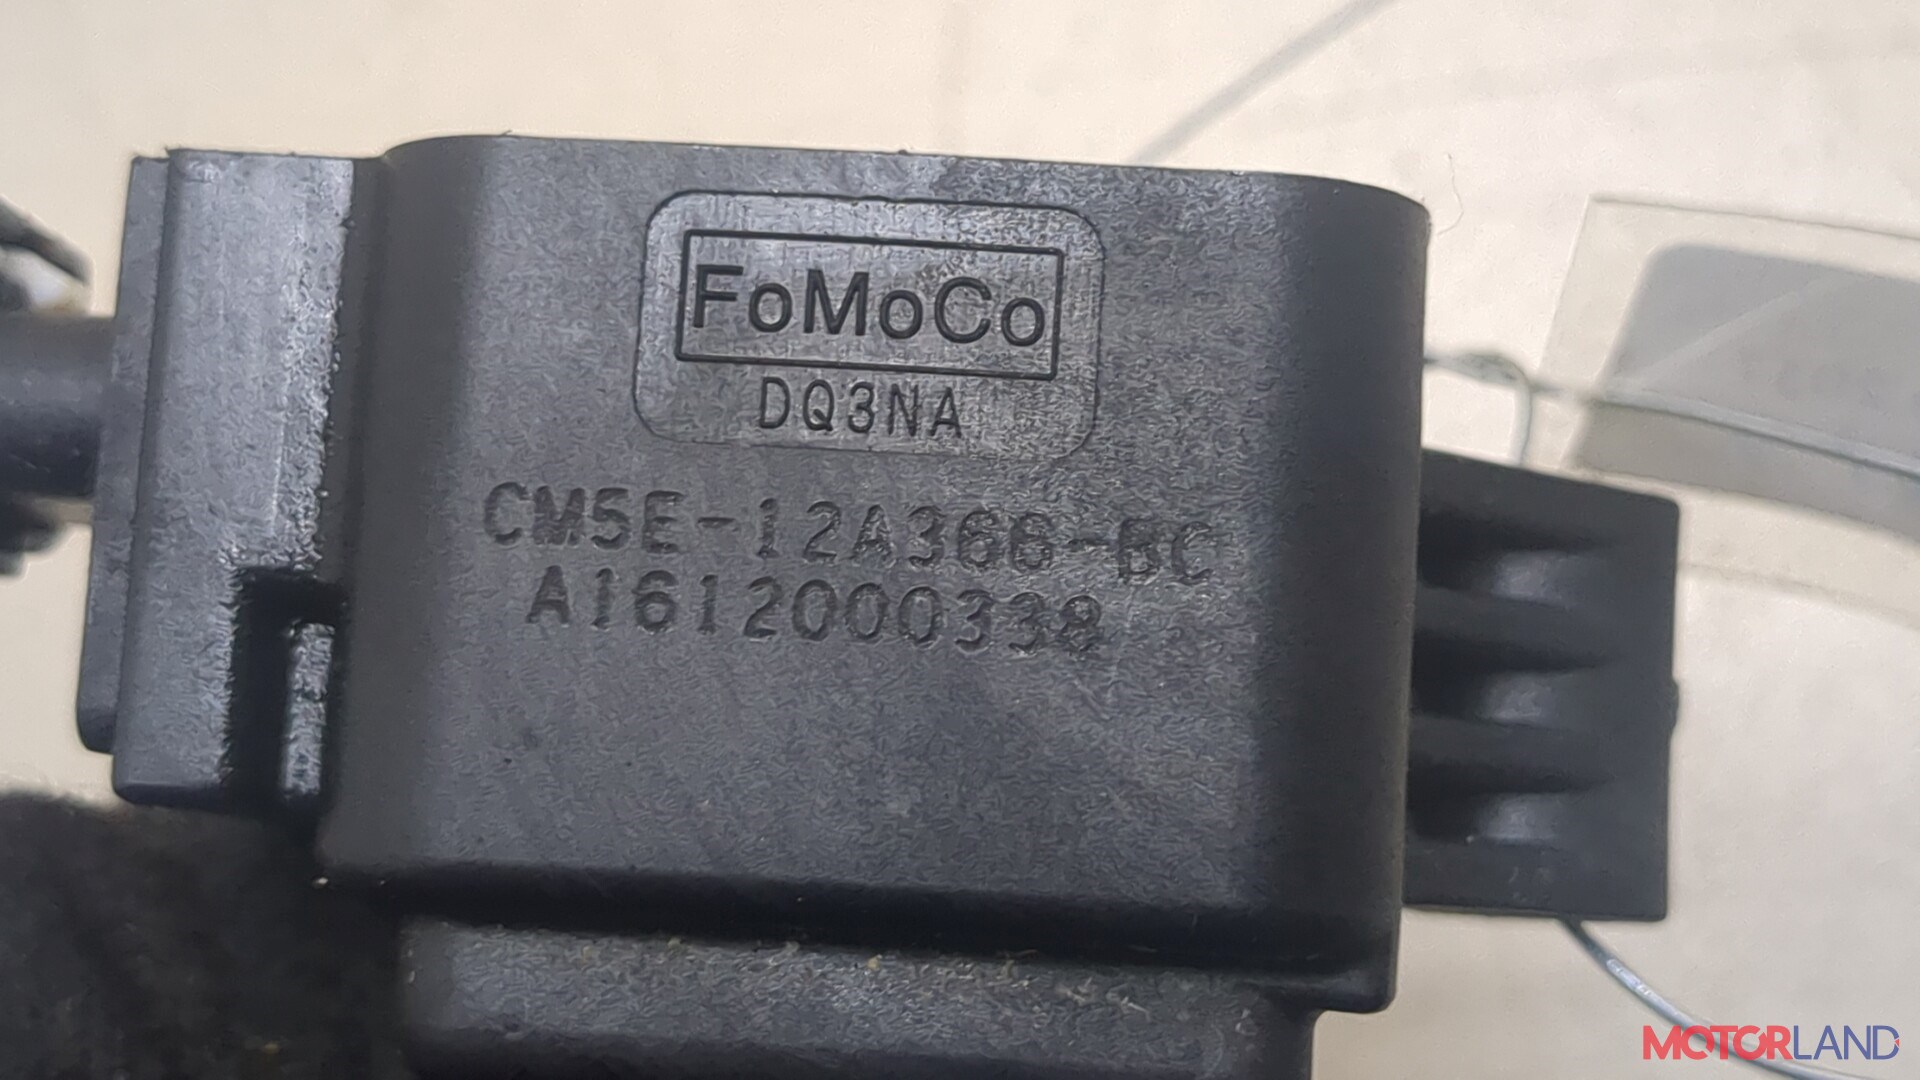 FoMoCo
DQ3NA
CM5E-12A366-BC
A1612000338
MOTORLAND